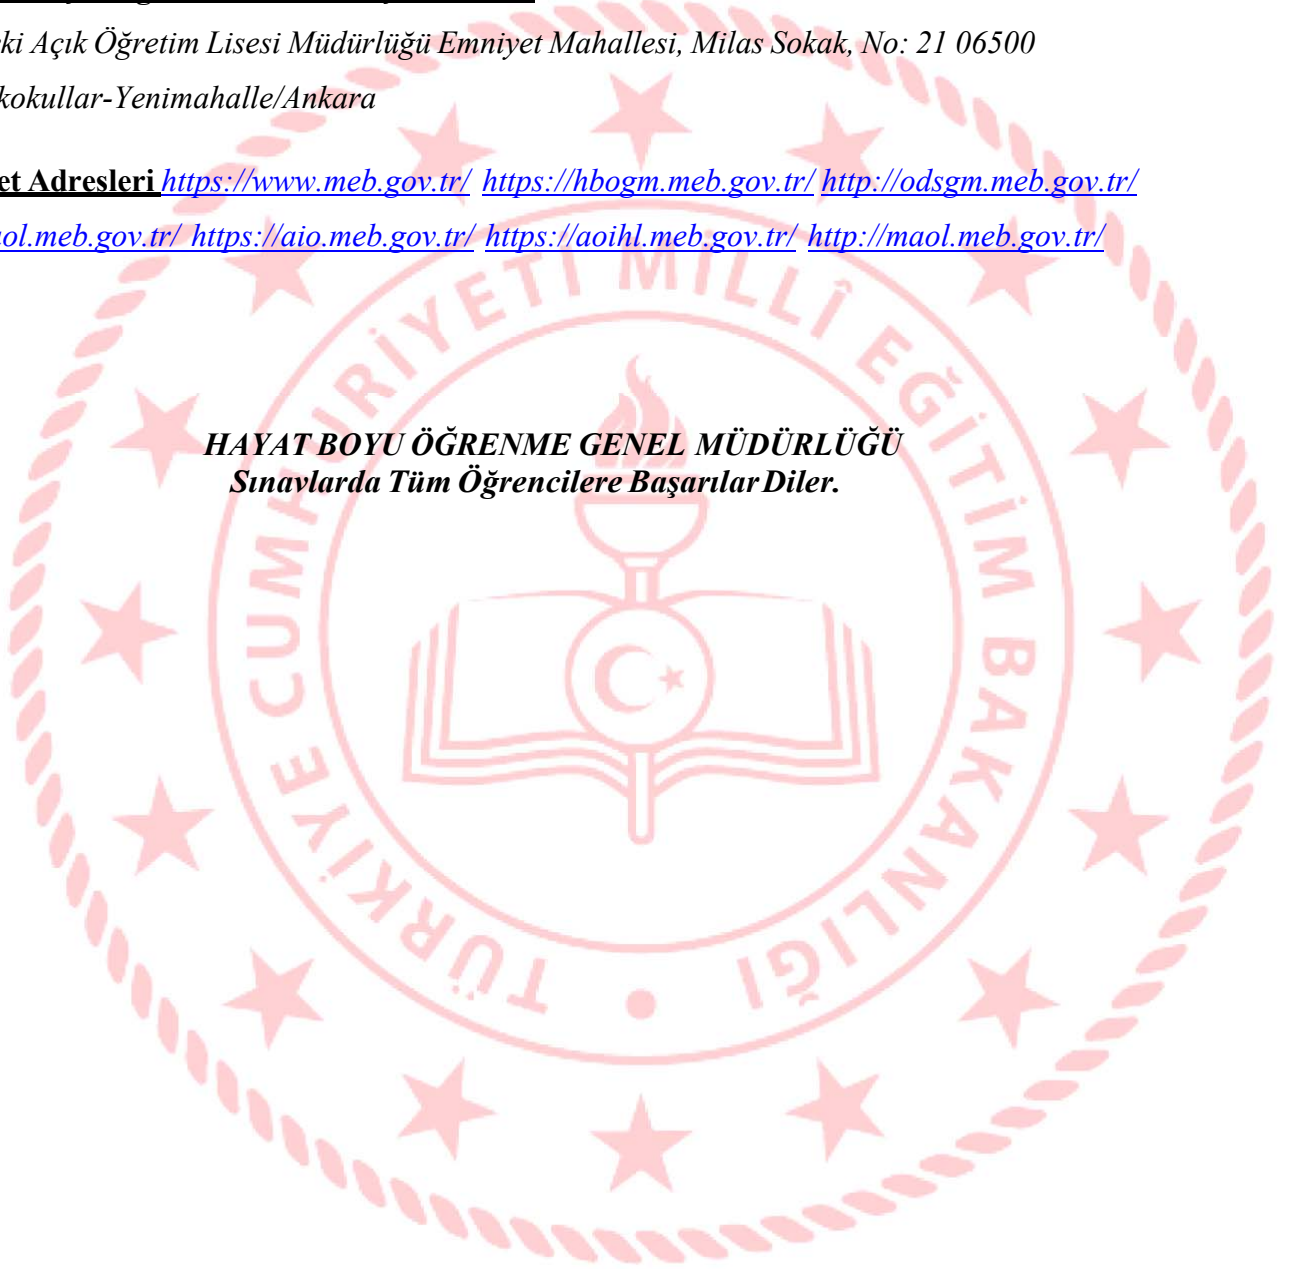 ki Açık Öğretim Lisesi Müdürlüğü Emniyet Mahallesi, Milas Sokak, No: 21 06500
kokullar-Yenimahalle/Ankara
et Adresleri https://www.meb.gov.tr/ https://hbogm.meb.gov.tr/ http://odsgm.meb.gov.tr/
ol.meb.gov.tr/ https://aio.meb.gov.tr/ https://aoihl.meb.gov.tr/ http://maol.meb.gov.tr/
HAYAT BOYU ÖĞRENME GENEL MÜDÜRLÜĞÜ
Sınavlarda Tüm Öğrencilere Başarılar Diler.
TÜRKİYE CUMHURİYETİ MİLLÎ EĞİTİM BAKANLIĞI